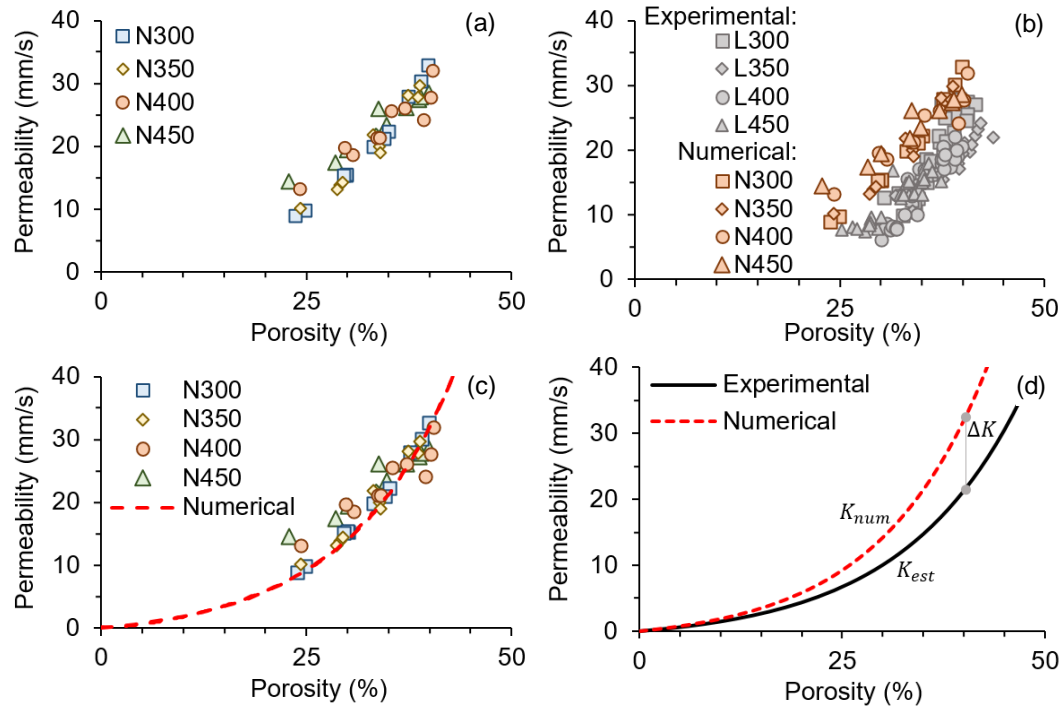 (a)
Permeability (mm/s)
40
30
20
10
0
N300
N350
N400
N450
0
25
50
Porosity (%)
(b)
Permeability (mm/s)
40
30
20
10
0
Experimental:
L300
L350
L400
L450
Numerical:
N300
N350
N400
N450
0
25
50
Porosity (%)
(c)
Permeability (mm/s)
40
30
20
10
0
N300
N350
N400
N450
Numerical
0
25
50
Porosity (%)
(d)
Permeability (mm/s)
40
30
20
10
0
Experimental
Numerical
ΔK
K_num
K_est
0
25
50
Porosity (%)